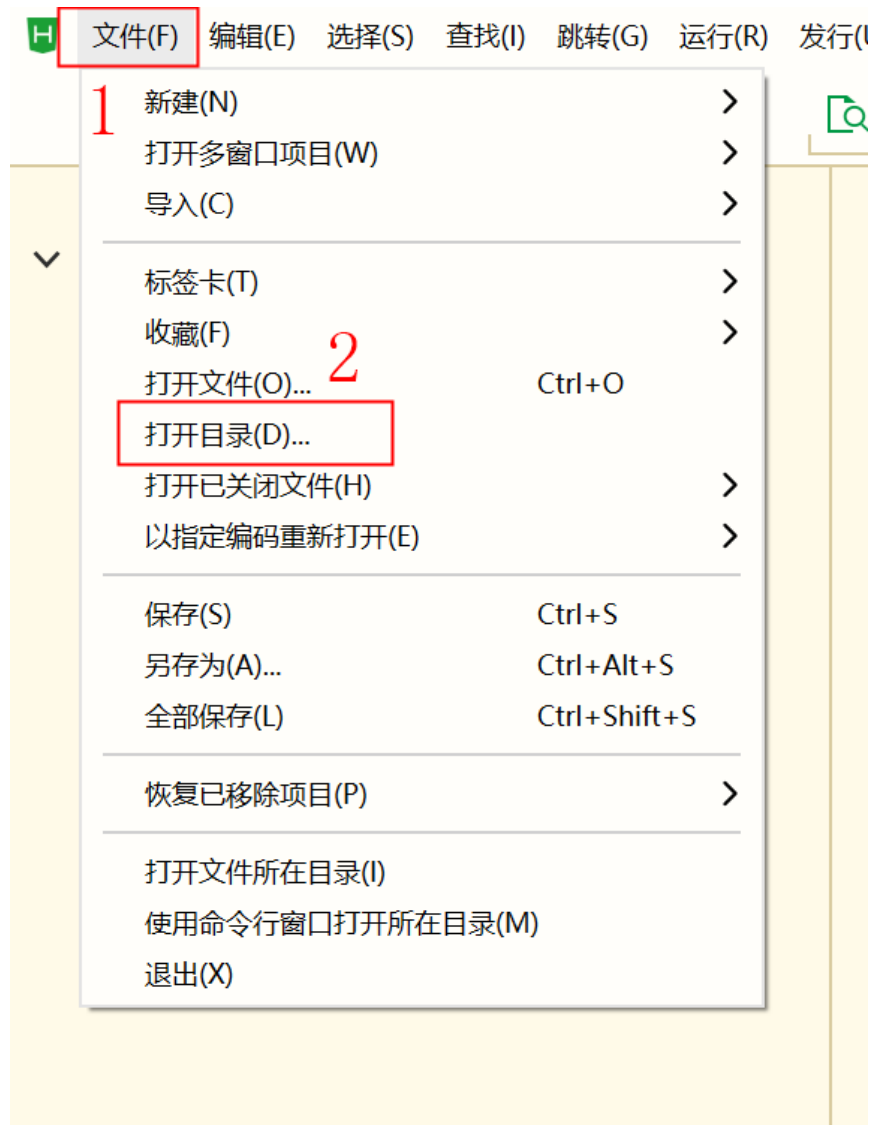 H 文件(F) 编辑(E) 选择(S) 查找(I) 跳转(G) 运行(R) 发行(U
1
新建(N)
打开多窗口项目(W)
导入(C)
标签卡(T)
收藏(F)
2
打开文件(O)... Ctrl+O
打开目录(D)...
打开已关闭文件(H)
以指定编码重新打开(E)
保存(S) Ctrl+S
另存为(A)... Ctrl+Alt+S
全部保存(L) Ctrl+Shift+S
恢复已移除项目(P)
打开文件所在目录(I)
使用命令行窗口打开所在目录(M)
退出(X)